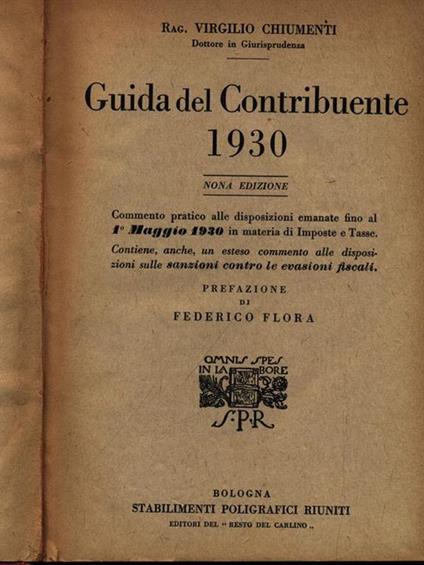 RAG. VIRGILIO CHIUMENTI
Dottore in Giurisprudenza
Guida del Contribuente
1930
NONA EDIZIONE
Commento pratico alle disposizioni emanate fino al
1° Maggio 1930 in materia di Imposte e Tasse.
Contiene, anche, un esteso commento alle disposi-
zioni sulle sanzioni contro le evasioni fiscali.
PREFAZIONE
DI
FEDERICO FLORA
OMNIS SPES
IN LABORE
S·P·R
BOLOGNA
STABILIMENTI POLIGRAFICI RIUNITI
EDITORI DEL "RESTO DEL CARLINO„